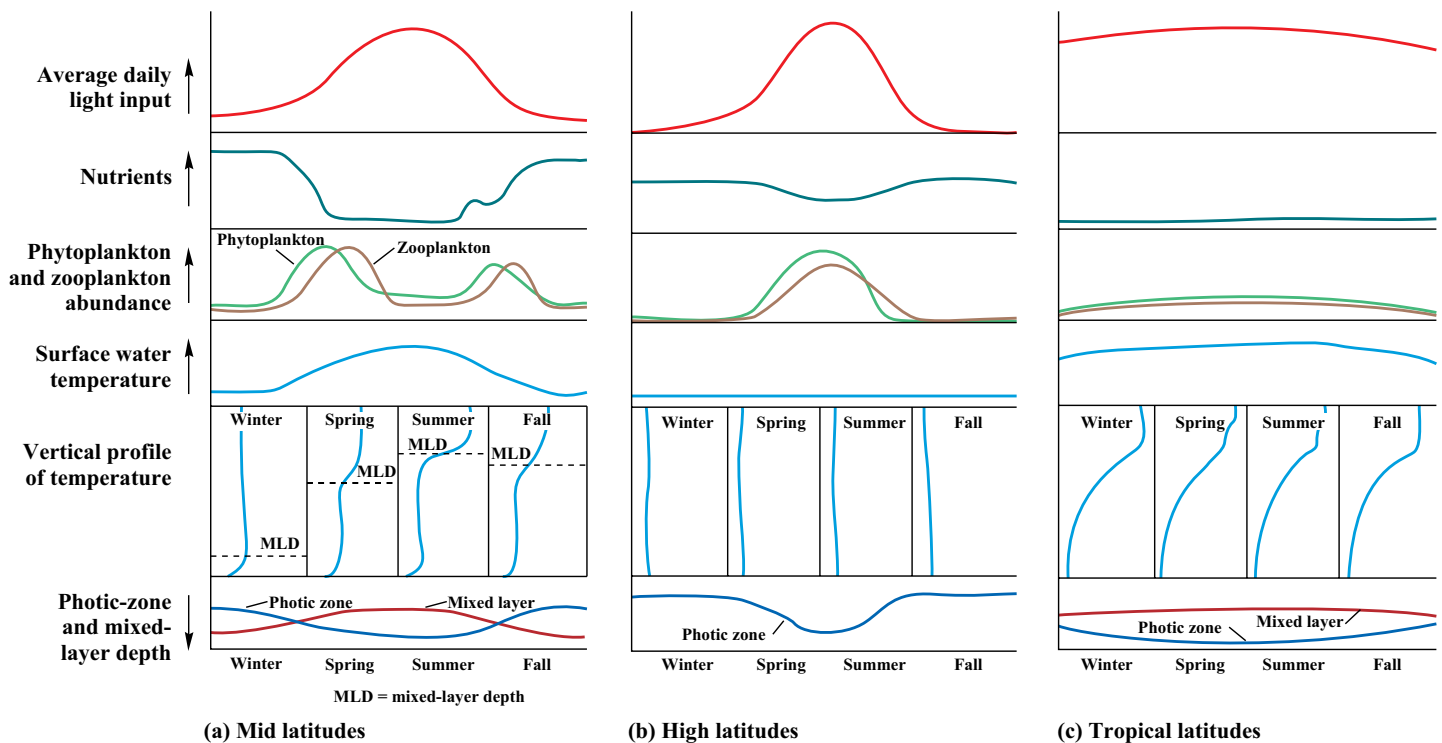 Average daily
light input
Nutrients
Phytoplankton
and zooplankton
abundance
Surface water
temperature
Vertical profile
of temperature
Photic-zone
and mixed-
layer depth
Phytoplankton
Zooplankton
Winter
Spring
Summer
Fall
MLD
MLD
MLD
MLD
Photic zone
Mixed layer
Winter
Spring
Summer
Fall
MLD = mixed-layer depth
(a) Mid latitudes
Winter
Spring
Summer
Fall
Photic zone
Winter
Spring
Summer
Fall
(b) High latitudes
Winter
Spring
Summer
Fall
Photic zone
Mixed layer
Winter
Spring
Summer
Fall
(c) Tropical latitudes